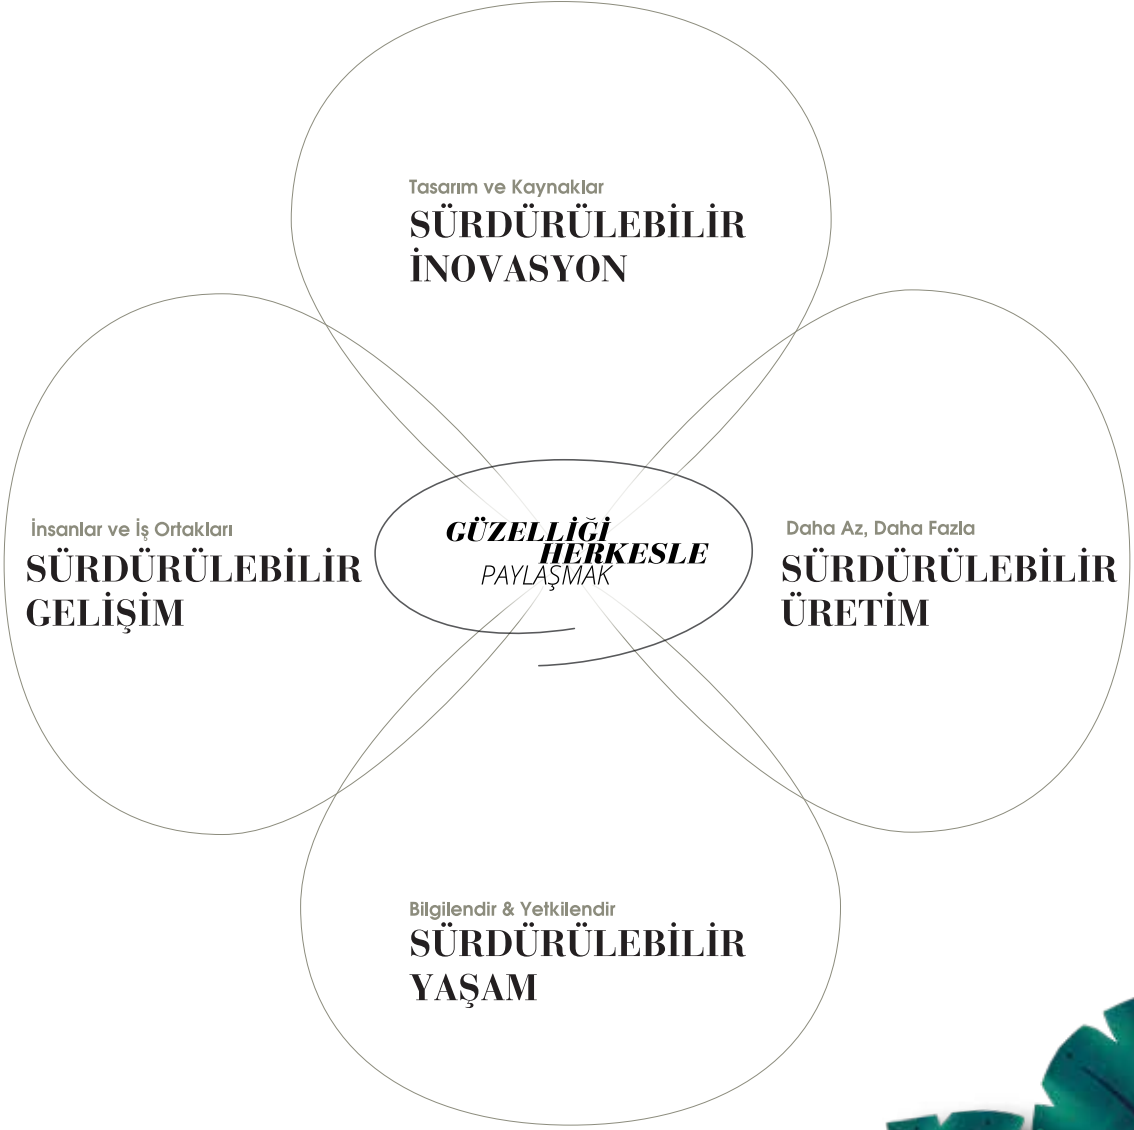 Tasarım ve Kaynaklar
SÜRDÜRÜLEBİLİR
İNOVASYON
İnsanlar ve İş Ortakları
SÜRDÜRÜLEBİLİR
GELİŞİM
GÜZELLİĞİ
HERKESLE
PAYLAŞMAK
Daha Az, Daha Fazla
SÜRDÜRÜLEBİLİR
ÜRETİM
Bilgilendir & Yetkilendir
SÜRDÜRÜLEBİLİR
YAŞAM